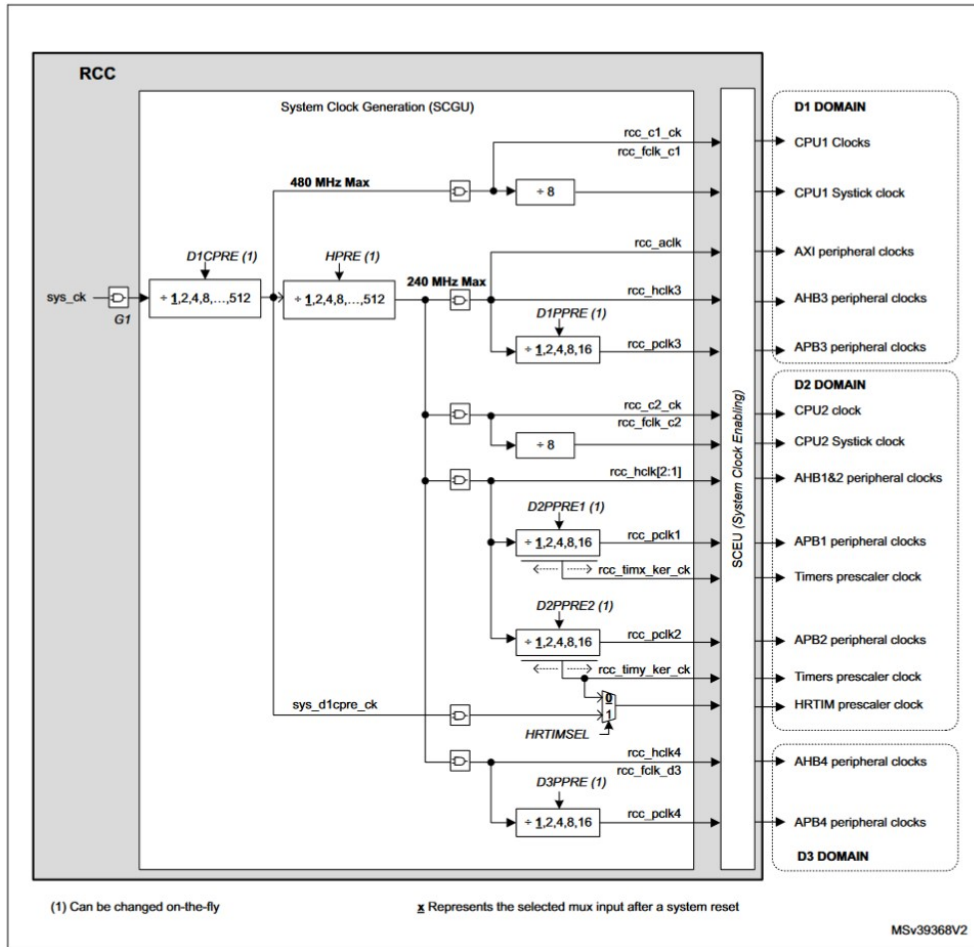 RCC
System Clock Generation (SCGU)
D1 DOMAIN
rcc_c1_ck
CPU1 Clocks
rcc_fclk_c1
480 MHz Max
÷ 8
CPU1 Systick clock
rcc_aclk
AXI peripheral clocks
D1CPRE (1)
HPRE (1)
240 MHz Max
sys_ck
G1
÷ 1,2,4,8,...,512
÷ 1,2,4,8,...,512
rcc_hclk3
AHB3 peripheral clocks
D1PPRE (1)
÷ 1,2,4,8,16
rcc_pclk3
APB3 peripheral clocks
D2 DOMAIN
rcc_c2_ck
CPU2 clock
rcc_fclk_c2
÷ 8
CPU2 Systick clock
rcc_hclk[2:1]
AHB1&2 peripheral clocks
SCEU (System Clock Enabling)
D2PPRE1 (1)
÷ 1,2,4,8,16
rcc_pclk1
APB1 peripheral clocks
rcc_timx_ker_ck
Timers prescaler clock
D2PPRE2 (1)
÷ 1,2,4,8,16
rcc_pclk2
APB2 peripheral clocks
rcc_timy_ker_ck
Timers prescaler clock
sys_d1cpre_ck
0
1
HRTIM prescaler clock
HRTIMSEL
rcc_hclk4
AHB4 peripheral clocks
rcc_fclk_d3
D3PPRE (1)
÷ 1,2,4,8,16
rcc_pclk4
APB4 peripheral clocks
D3 DOMAIN
(1) Can be changed on-the-fly
x Represents the selected mux input after a system reset
MSv39368V2